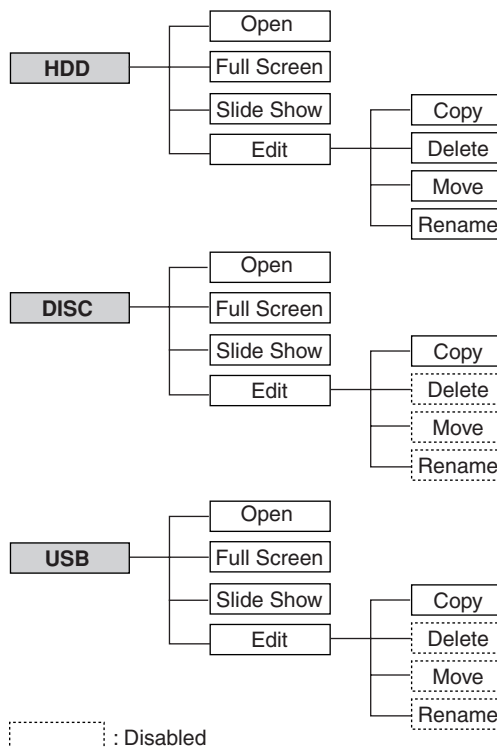 HDD
Open
Full Screen
Slide Show
Edit
Copy
Delete
Move
Rename
DISC
Open
Full Screen
Slide Show
Edit
Copy
Delete
Move
Rename
USB
Open
Full Screen
Slide Show
Edit
Copy
Delete
Move
Rename
: Disabled